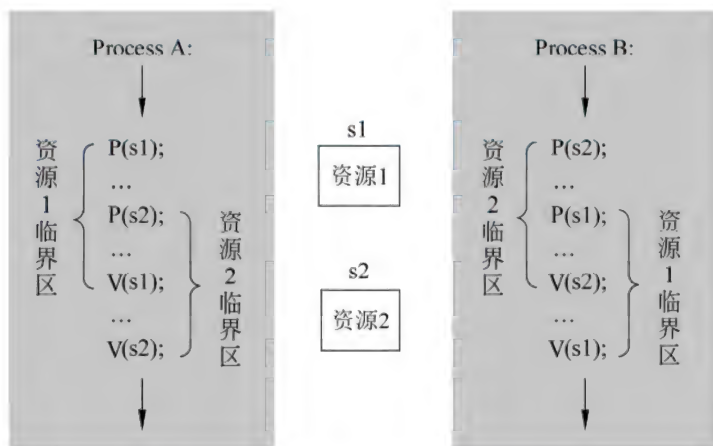 Process A:
资源1临界区
P(s1);
…
P(s2);
…
V(s1);
…
V(s2);
资源2临界区
s1
资源1
s2
资源2
Process B:
资源2临界区
P(s2);
…
P(s1);
…
V(s2);
…
V(s1);
资源1临界区